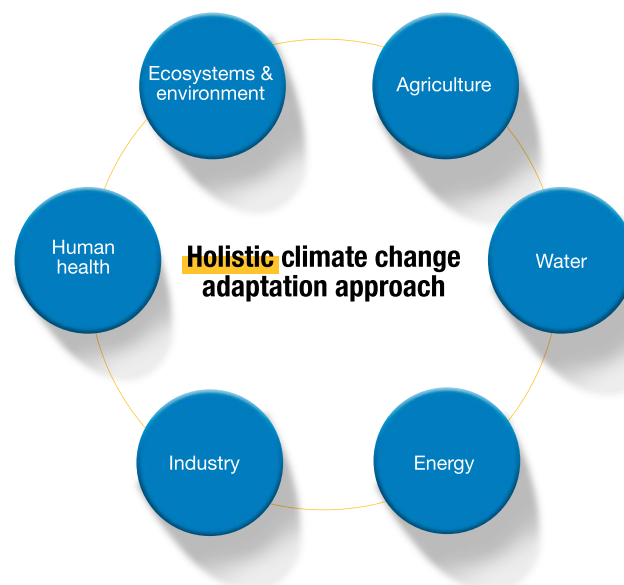 Ecosystems &
environment
Agriculture
Human
health
Holistic climate change
adaptation approach
Water
Industry
Energy